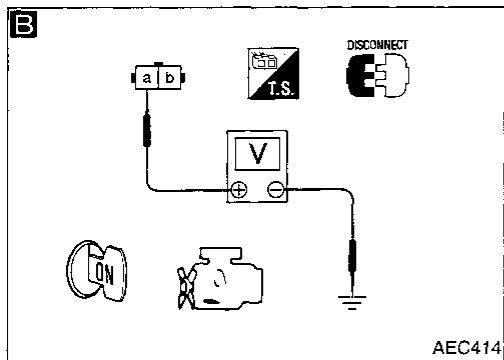 B
DISCONNECT
a b
T.S.
V
⊕ ⊖
ON
AEC414